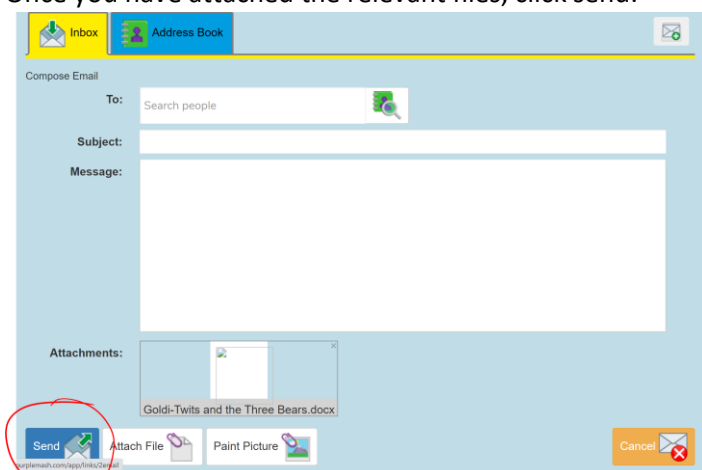 Once you have attached the relevant files, click send.
Inbox
Address Book
Compose Email
To:
Search people
Subject:
Message:
Attachments:
×
Goldi-Twits and the Three Bears.docx
Send
Attach File
Paint Picture
Cancel
urplemash.com/app/links/2email